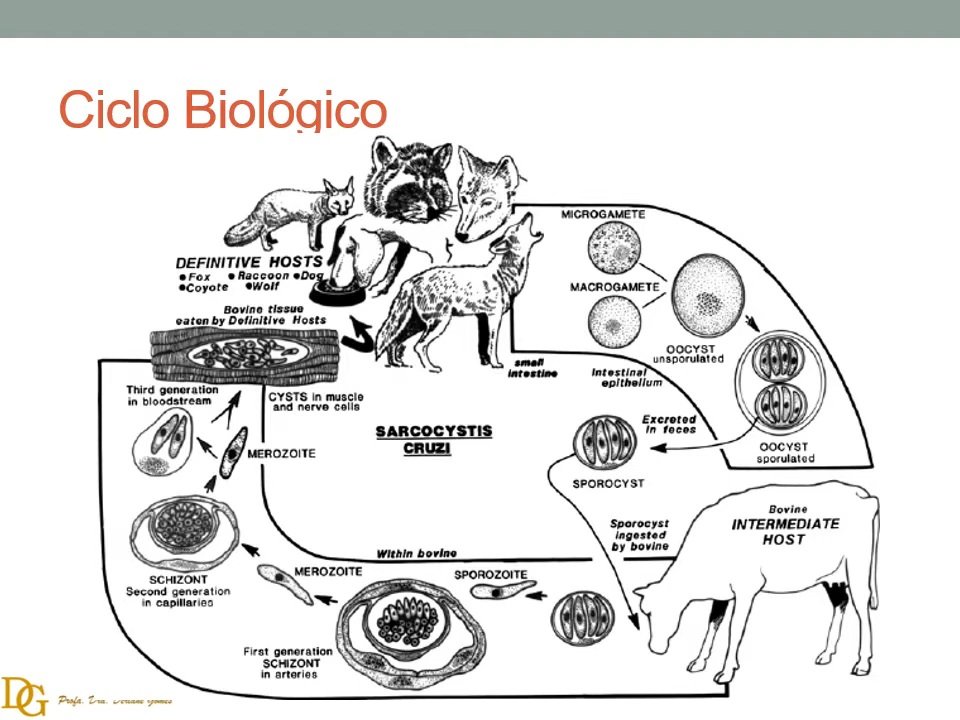 Ciclo Biológico
DEFINITIVE HOSTS
•Fox •Raccoon •Dog
•Coyote •Wolf
Bovine tissue
eaten by Definitive Hosts
small
intestine
MICROGAMETE
MACROGAMETE
OOCYST
unsporulated
Intestinal
epithelium
OOCYST
sporulated
Excreted
in feces
SPOROCYST
Third generation
in bloodstream
CYSTS in muscle
and nerve cells
SARCOCYSTIS
CRUZI
MEROZOITE
Sporocyst
ingested
by bovine
Bovine
INTERMEDIATE
HOST
Within bovine
SCHIZONT
Second generation
in capillaries
MEROZOITE
SPOROZOITE
First generation
SCHIZONT
in arteries
DG
Profa. Dra.